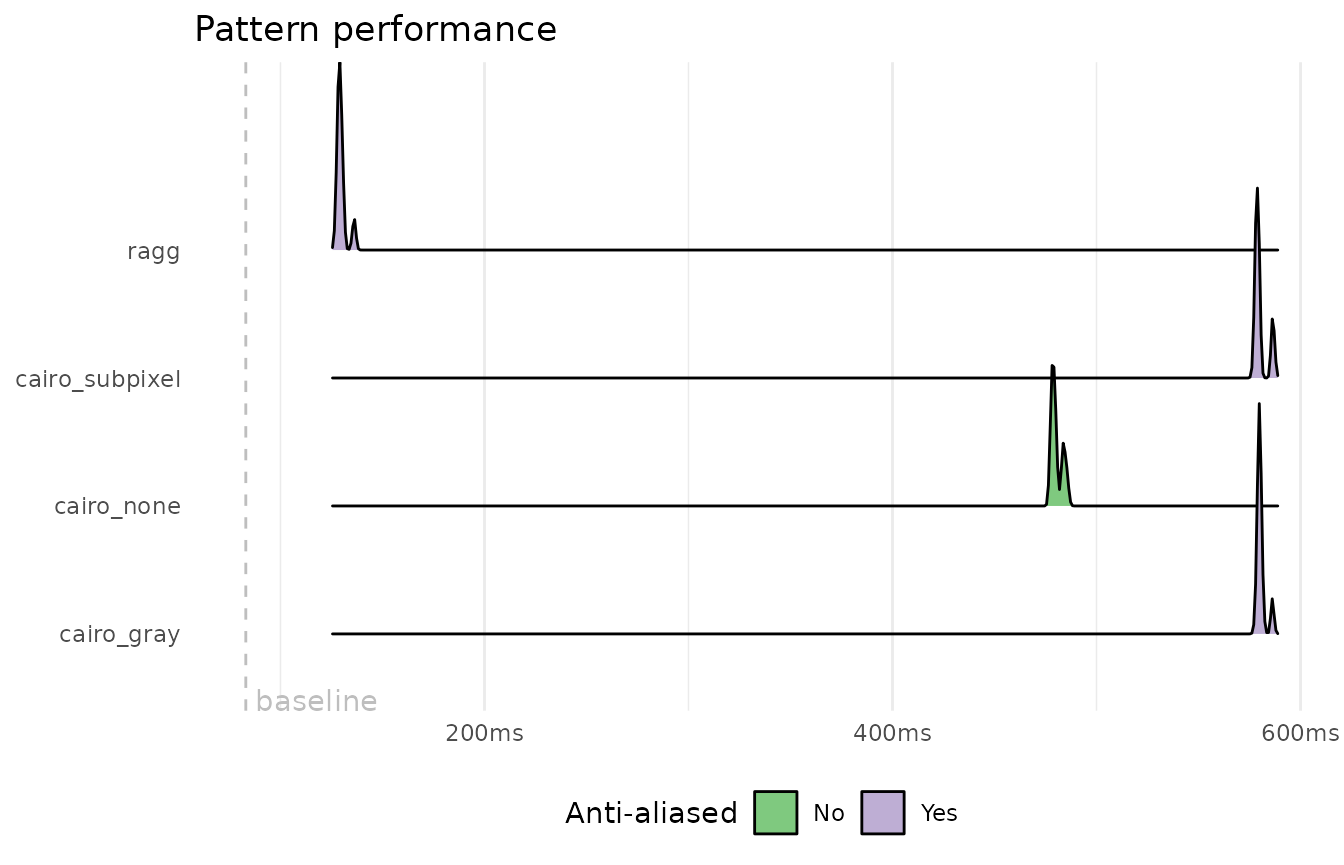 Pattern performance
ragg
cairo_subpixel
cairo_none
cairo_gray
baseline
200ms 400ms 600ms
Anti-aliased No Yes